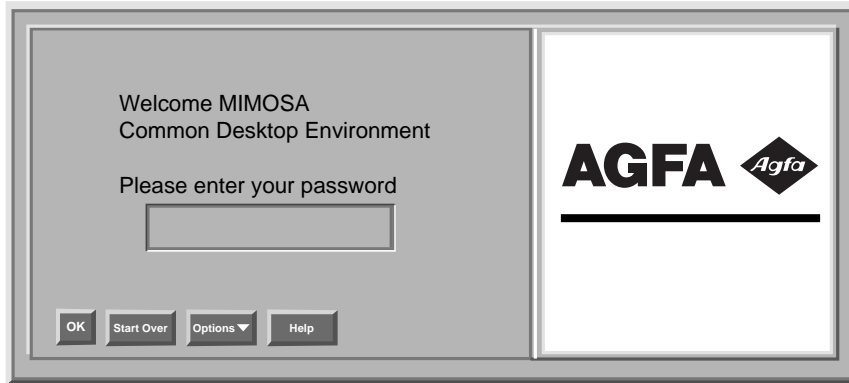 Welcome MIMOSA
Common Desktop Environment
Please enter your password
OK
Start Over
Options
Help
AGFA
Agfa